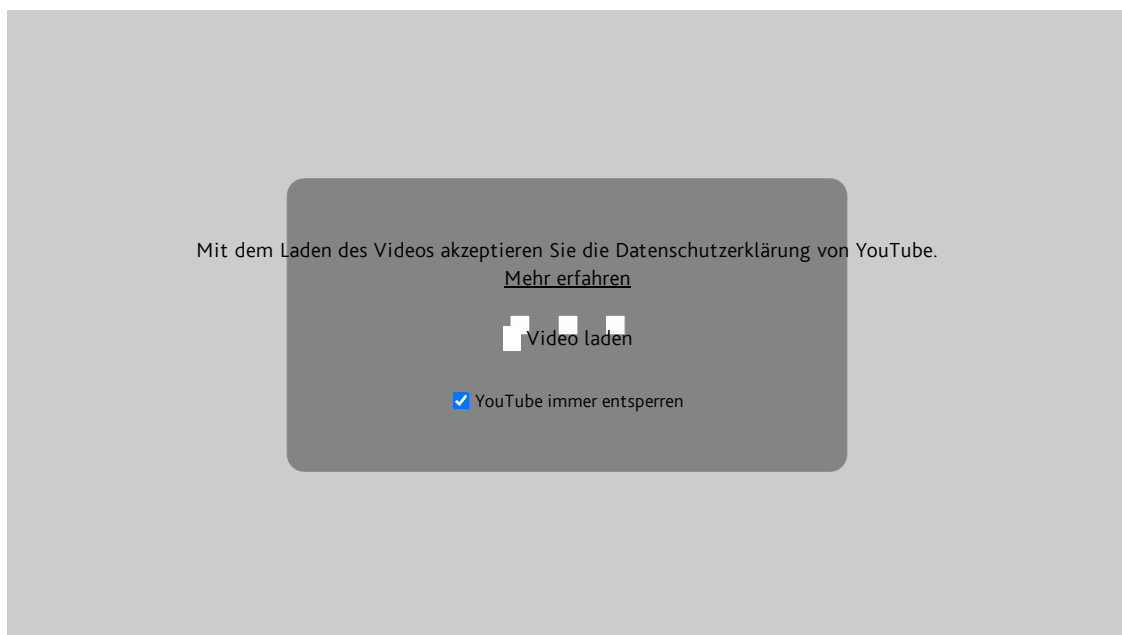 Mit dem Laden des Videos akzeptieren Sie die Datenschutzerklärung von YouTube.
Mehr erfahren
Video laden
YouTube immer entsperren